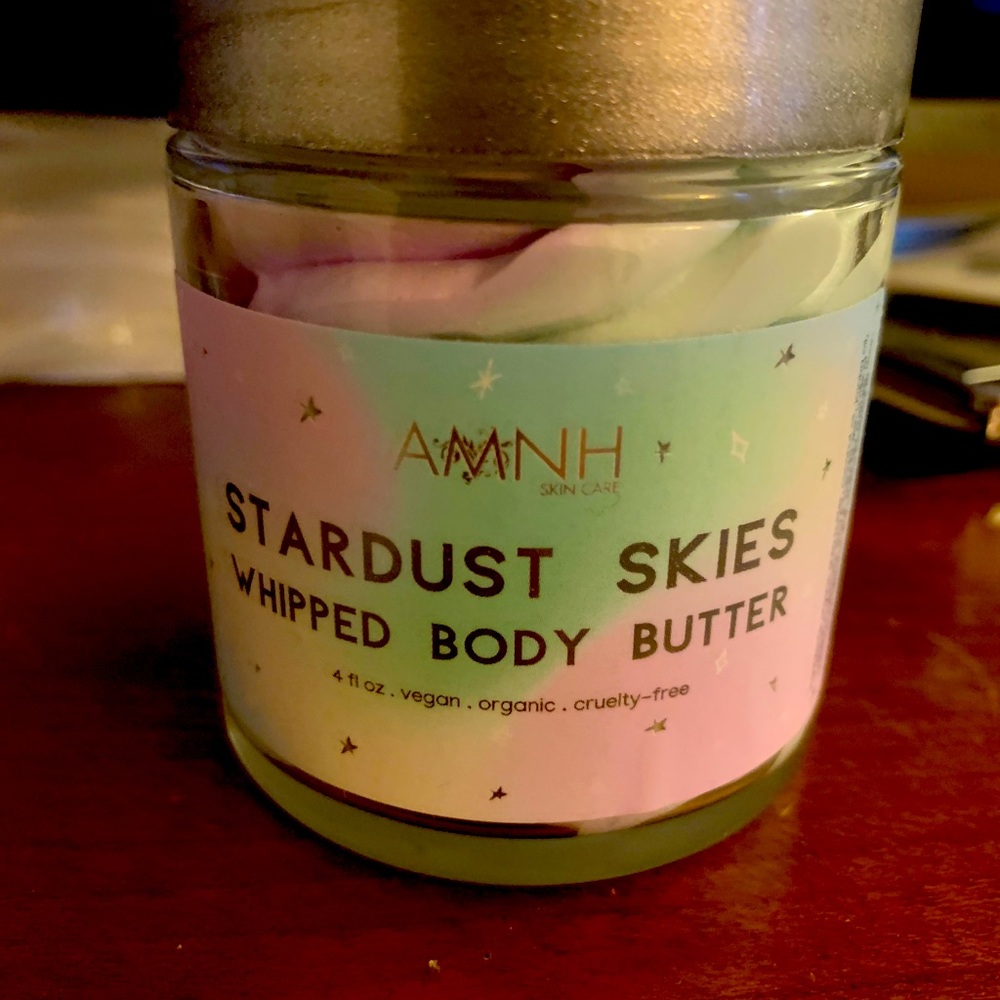 AMNH
SKIN CARE
STARDUST SKIES
WHIPPED BODY BUTTER
4 fl oz . vegan . organic . cruelty-free